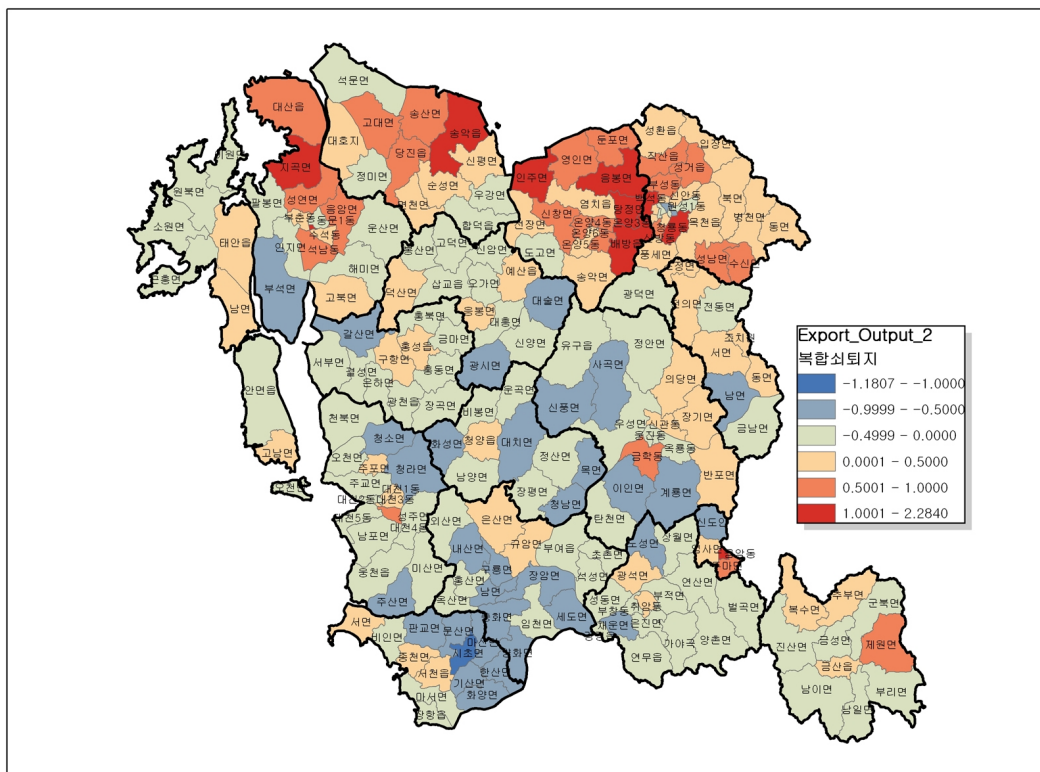 석문면
대산읍
송산면
고대면
송악읍
성환읍
대호지
둔포면
입장면
당진읍
영인면
직산읍
성거읍
신평면
지곡면
정미면
인주면
음봉면
부성동
순성면
북면
원북면
우강면
염치읍
탕정면
신안동
원성1동
팔봉면
성연면
음암면
면천면
신창면
온양4동
온양3동
병천면
목천읍
동면
소원면
운산면
합덕읍
선장면
온양6동
수석동
배방읍
태안읍
인지면
석남동
온양5동
풍세면
고덕면
신양면
도고면
성남면
수신면
해미면
예산읍
송악면
근흥면
삽교읍
오가면
광덕면
전의면
부석면
고북면
덕산면
대술면
전동면
남면
응봉면
홍북면
대흥면
갈산면
금마면
조치원
홍성읍
신양면
유구읍
정안면
서면
서부면
구항면
사곡면
결성면
홍동면
광시면
의당면
동면
은하면
안면읍
광천읍
장곡면
운곡면
신풍면
남면
비봉면
장기면
천북면
우성면
신관동
금남면
웅진동
청소면
화성면
청양읍
대치면
금학동
옥룡동
고남면
오천면
정산면
주포면
청라면
목면
반포면
남양면
오천면
주교면
대천1동
장평면
이인면
계룡면
대천3동
청남면
대천5동
성주면
외산면
은산면
탄천면
신도안
대천4동
남포면
규암면
부여읍
노성면
상월면
내산면
초촌면
엄사면
미산면
구룡면
웅천읍
홍산면
장암면
석성면
광석면
연산면
남면
성동면
부적면
벌곡면
추부면
주산면
옥산면
취암동
복수면
군북면
세도면
부창동
임천면
채운면
은진면
서면
판교면
문산면
가야곡
양촌면
진산면
금성면
제원면
비인면
연무읍
종천면
한산면
금산읍
서천읍
기산면
남이면
부리면
마서면
화양면
남일면
장항읍
Export_Output_2
복합쇠퇴지
-1.1807 - -1.0000
-0.9999 - -0.5000
-0.4999 - 0.0000
0.0001 - 0.5000
0.5001 - 1.0000
1.0001 - 2.2840